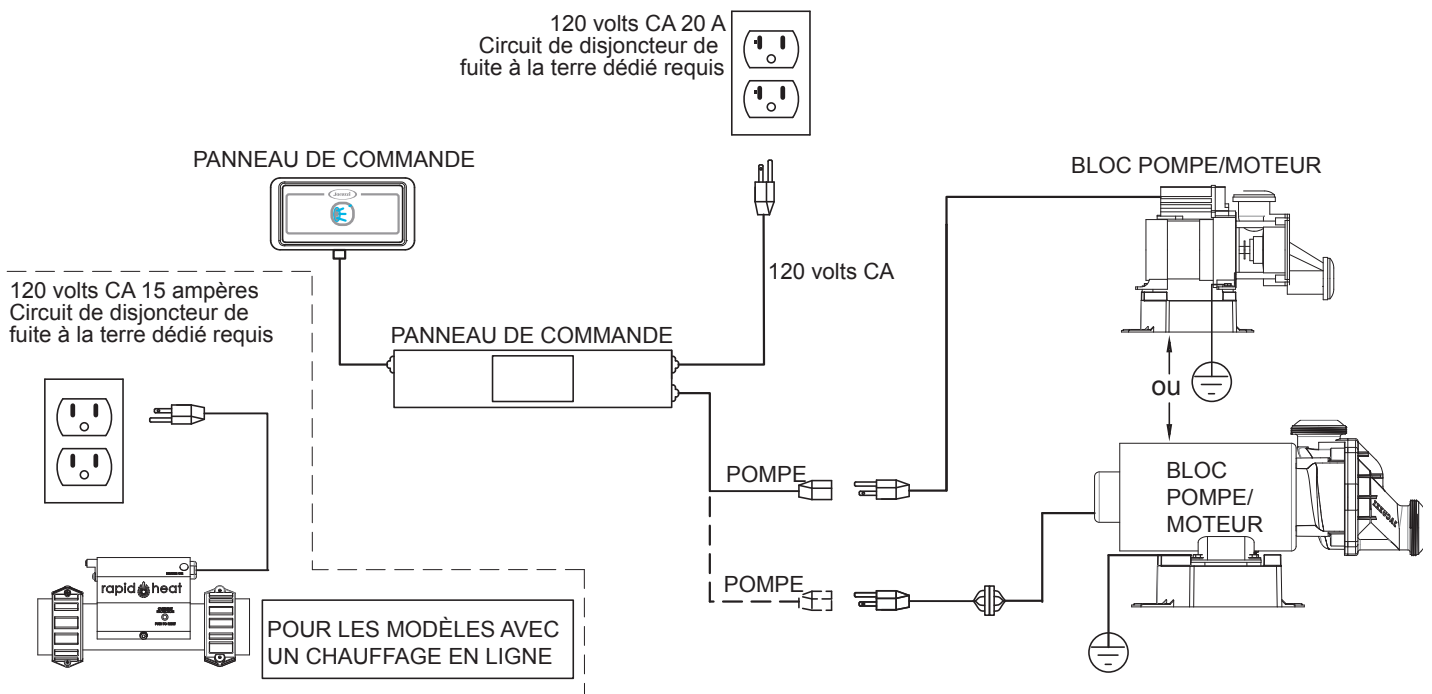 120 volts CA 20 A
Circuit de disjoncteur de
fuite à la terre dédié requis
PANNEAU DE COMMANDE
BLOC POMPE/MOTEUR
Jacuzzi
120 volts CA
120 volts CA 15 ampères
Circuit de disjoncteur de
fuite à la terre dédié requis
PANNEAU DE COMMANDE
ou
POMPE
BLOC
POMPE/
MOTEUR
POMPE
rapid heat
POUR LES MODÈLES AVEC
UN CHAUFFAGE EN LIGNE